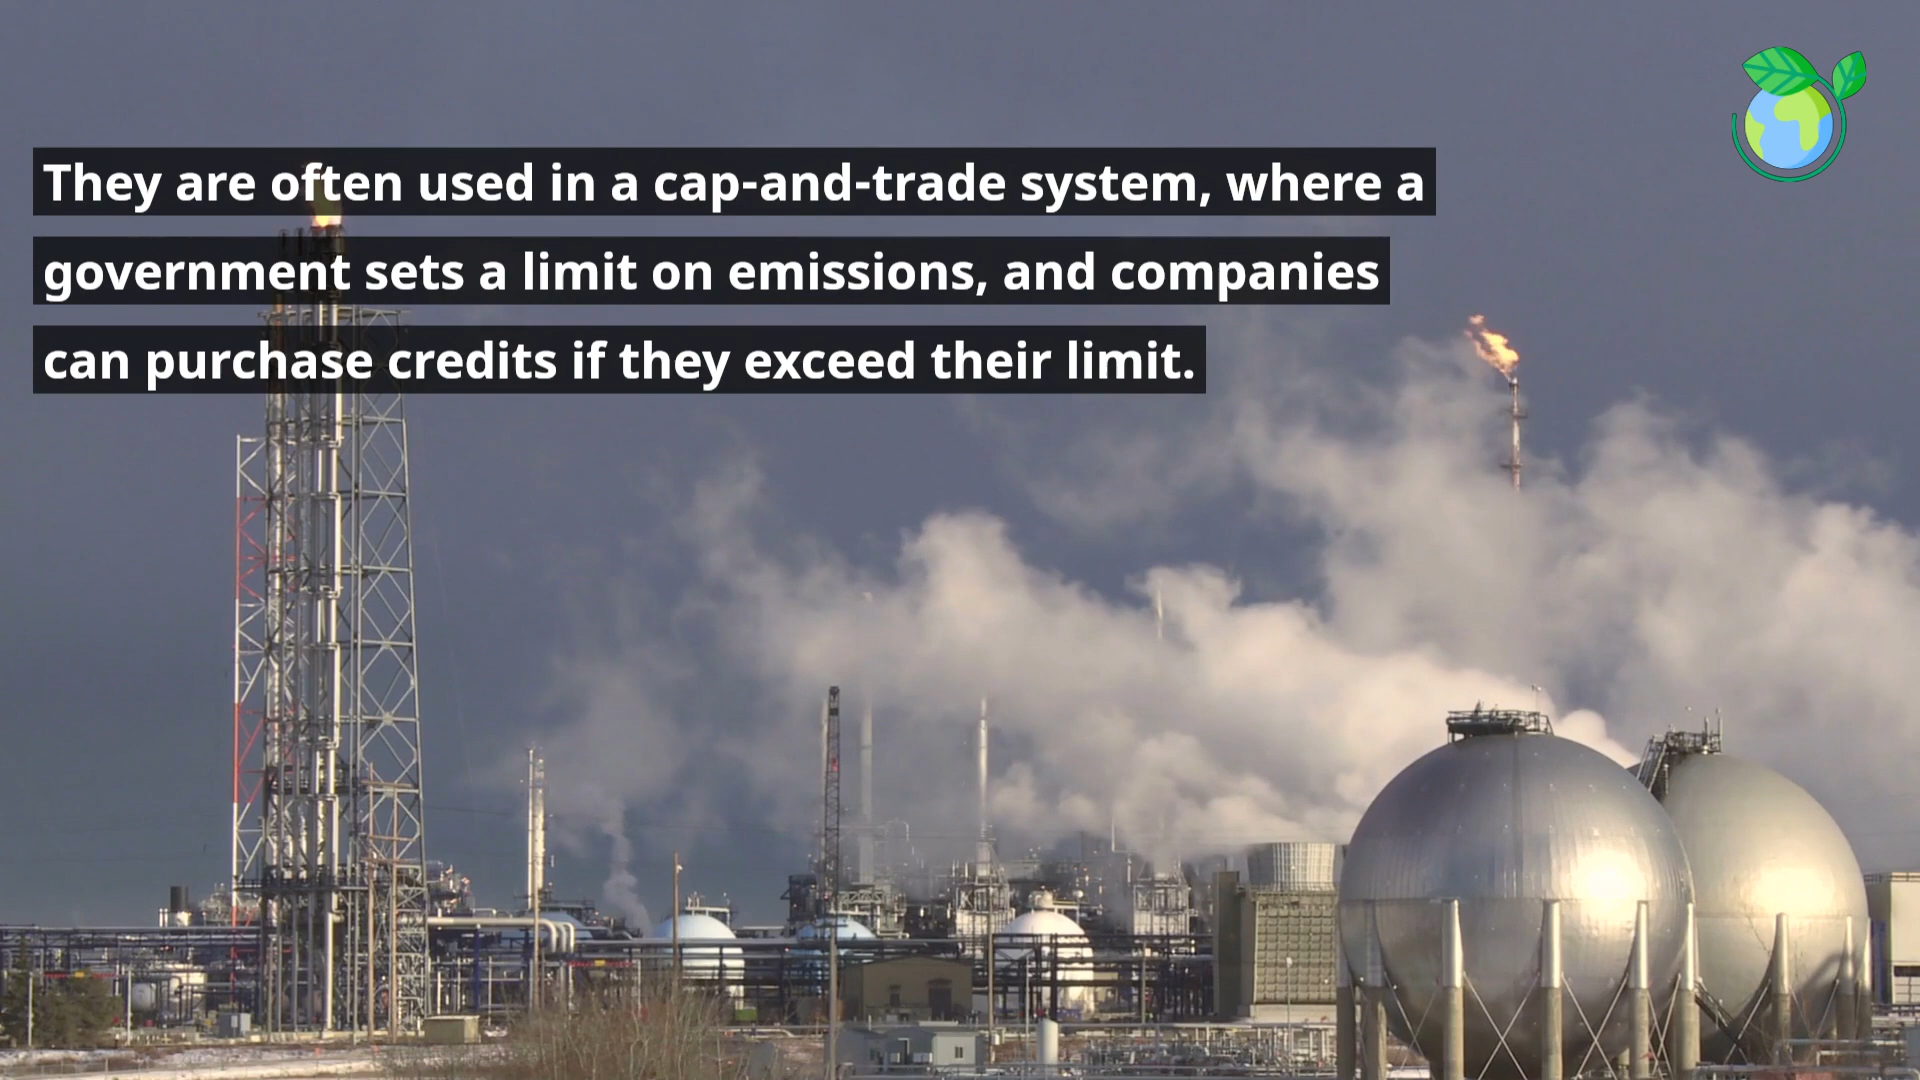 They are often used in a cap-and-trade system, where a
government sets a limit on emissions, and companies
can purchase credits if they exceed their limit.